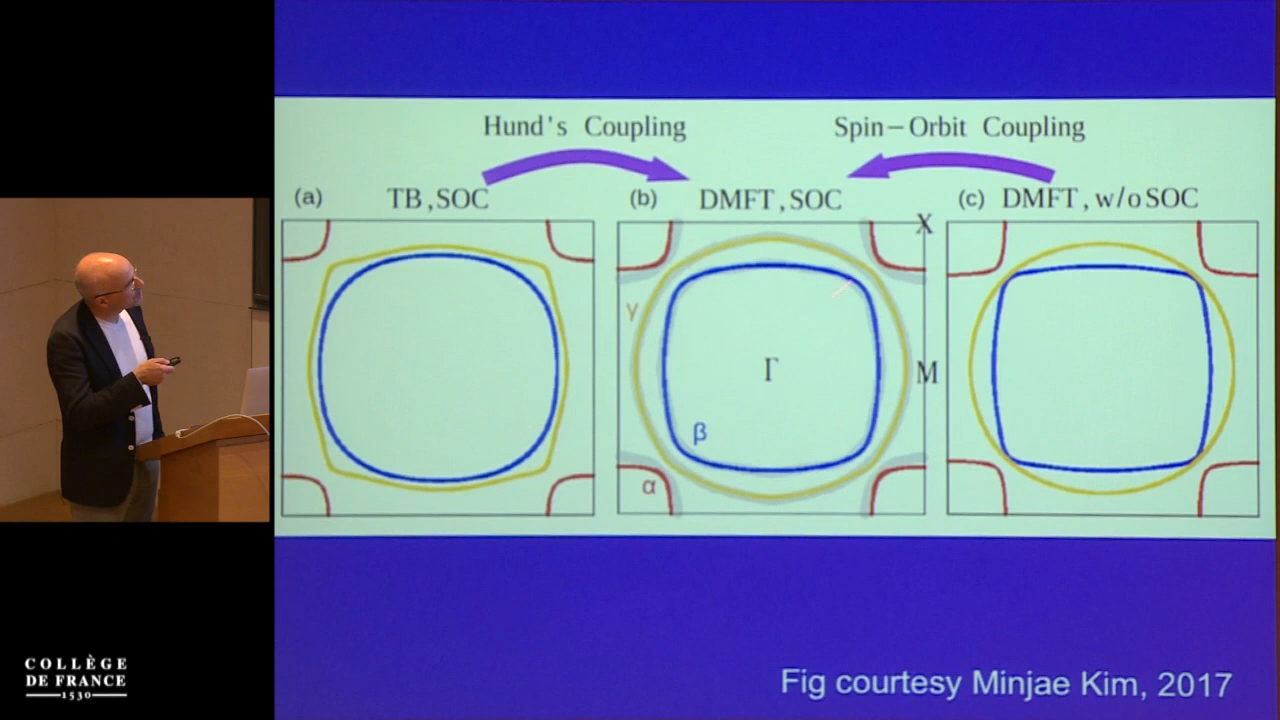 Hund's Coupling
Spin-Orbit Coupling
(a) TB,SOC
(b) DMFT,SOC
(c) DMFT, w/o SOC
X
γ
Γ
M
β
α
COLLÈGE
DE FRANCE
1530
Fig courtesy Minjae Kim, 2017